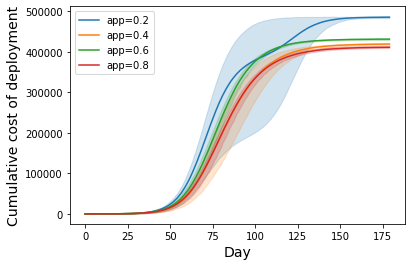 500000
400000
300000
200000
100000
0
Cumulative cost of deployment
app=0.2
app=0.4
app=0.6
app=0.8
0 25 50 75 100 125 150 175
Day